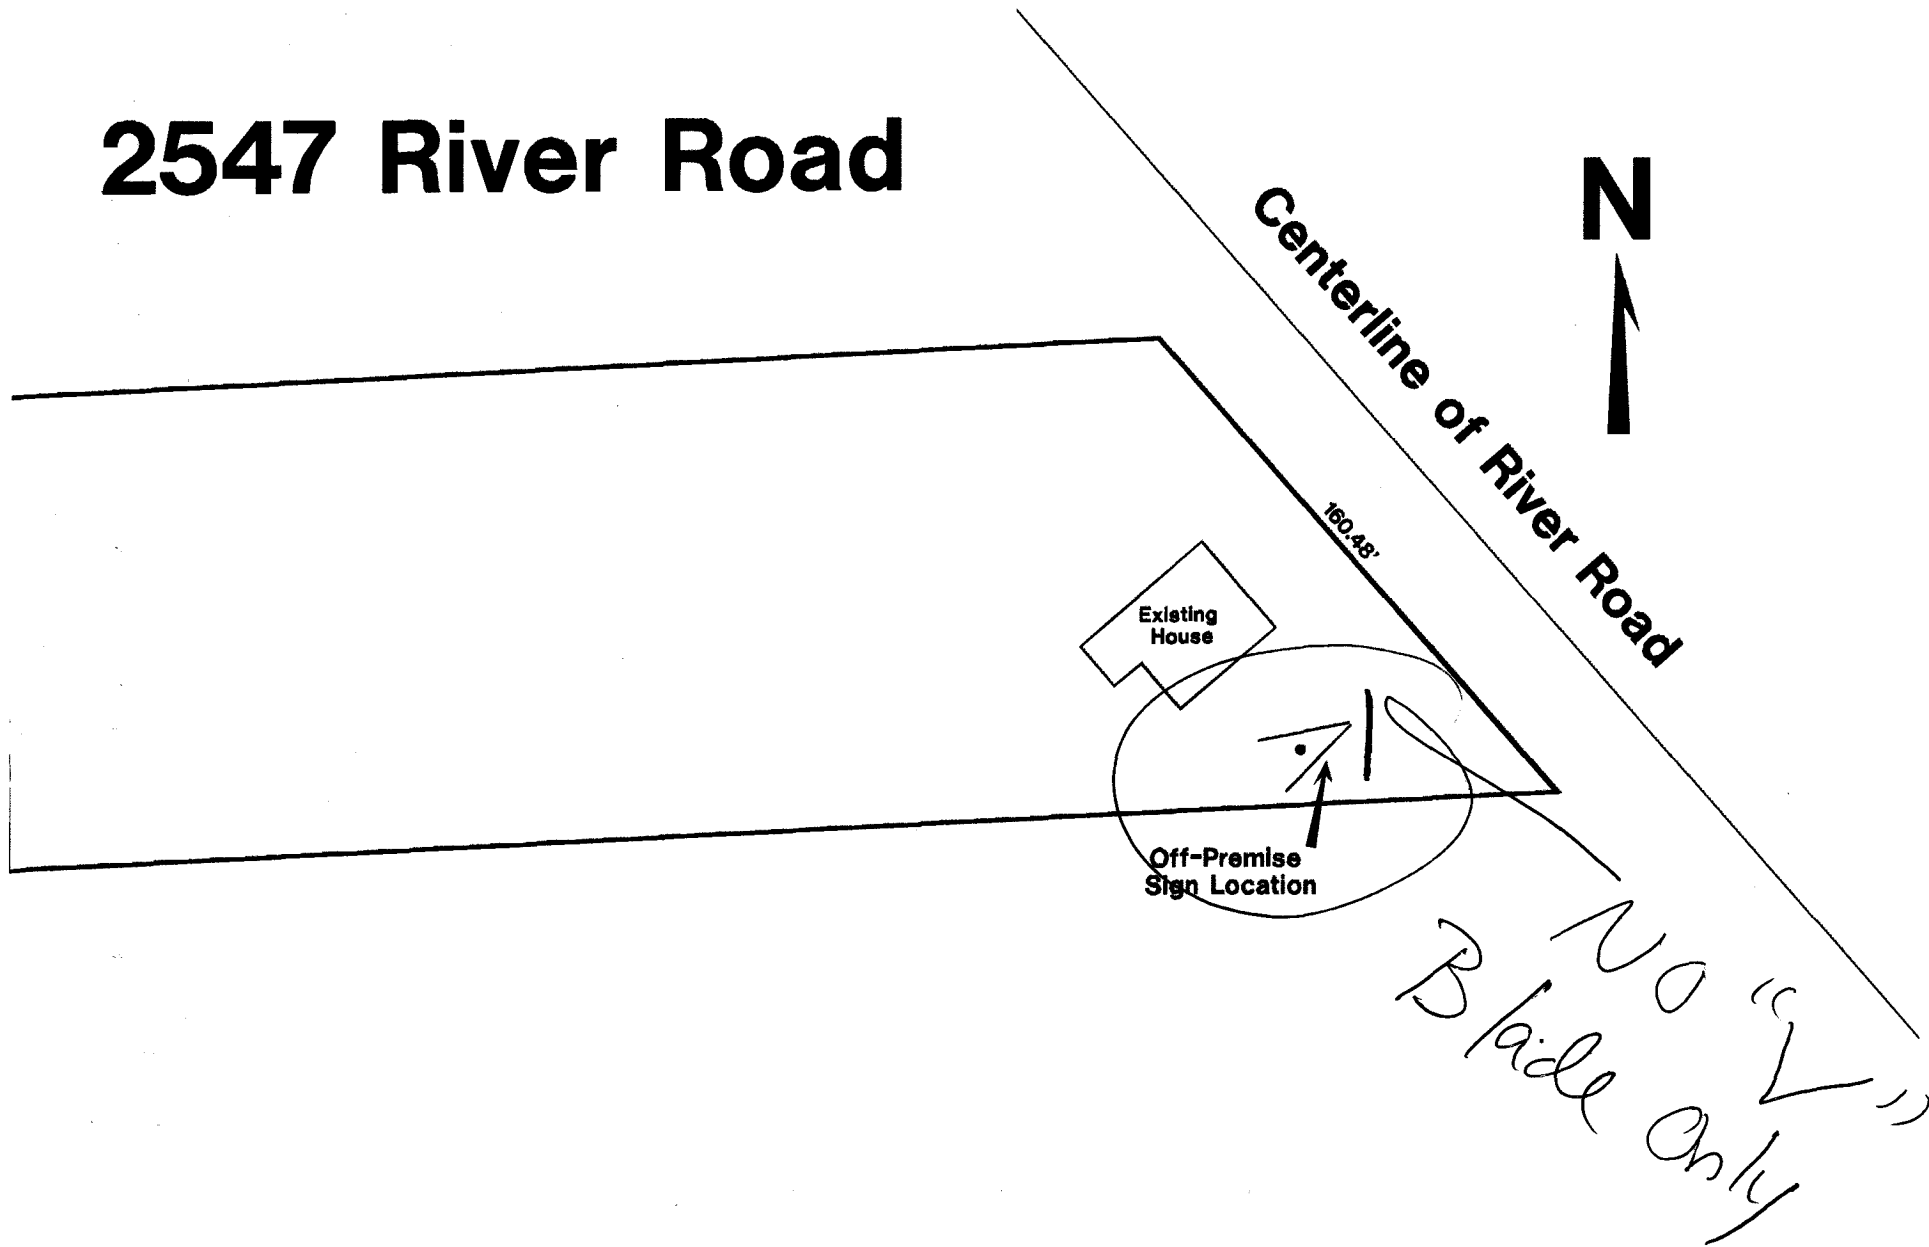 2547 River Road
N
Centerline of River Road
160.48'
Existing
House
Off-Premise
Sign Location
NO "V"
Blade Only